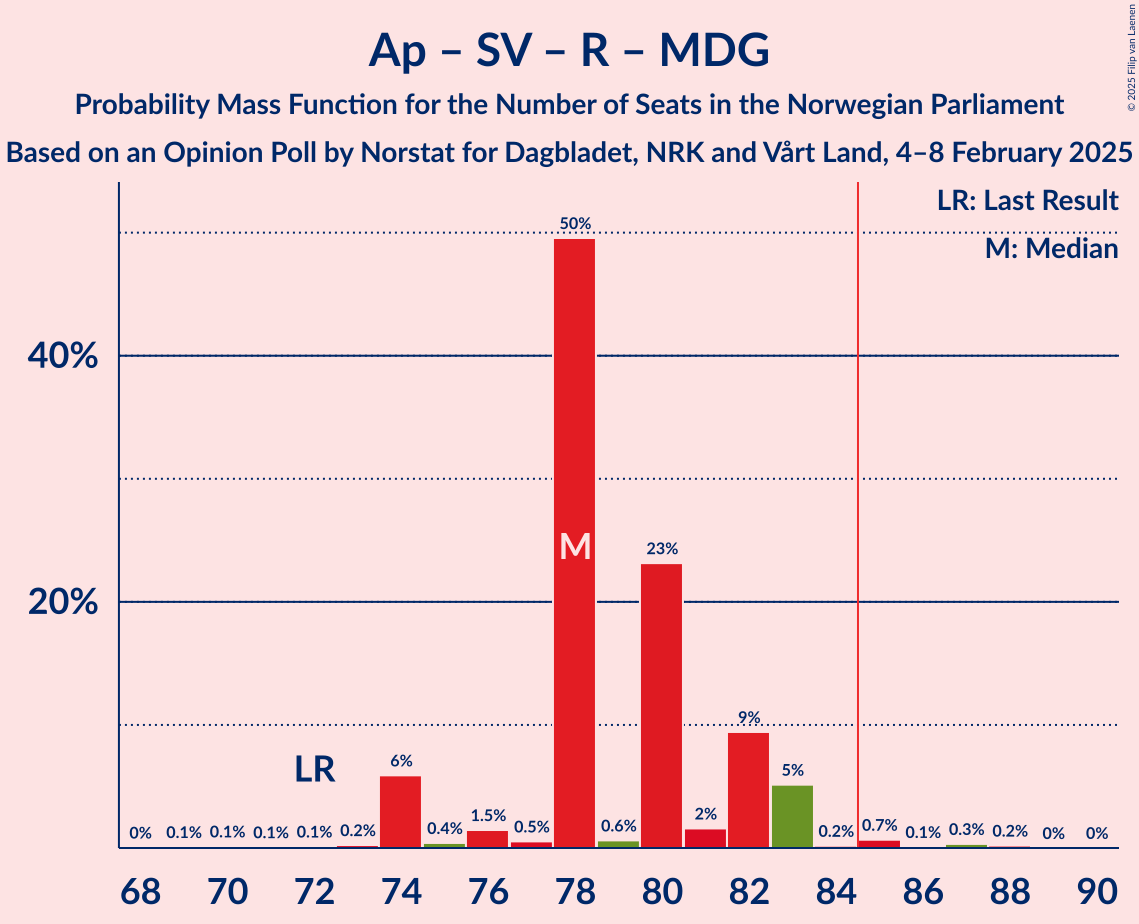 Ap – SV – R – MDG
Probability Mass Function for the Number of Seats in the Norwegian Parliament
Based on an Opinion Poll by Norstat for Dagbladet, NRK and Vårt Land, 4–8 February 2025
© 2025 Filip van Laenen
LR: Last Result
M: Median
50%
40%
M
23%
20%
9%
LR
6%
5%
0% 0.1% 0.1% 0.1% 0.1% 0.2% 0.4% 1.5% 0.5% 0.6% 2% 0.2% 0.7% 0.1% 0.3% 0.2% 0% 0%
68 70 72 74 76 78 80 82 84 86 88 90